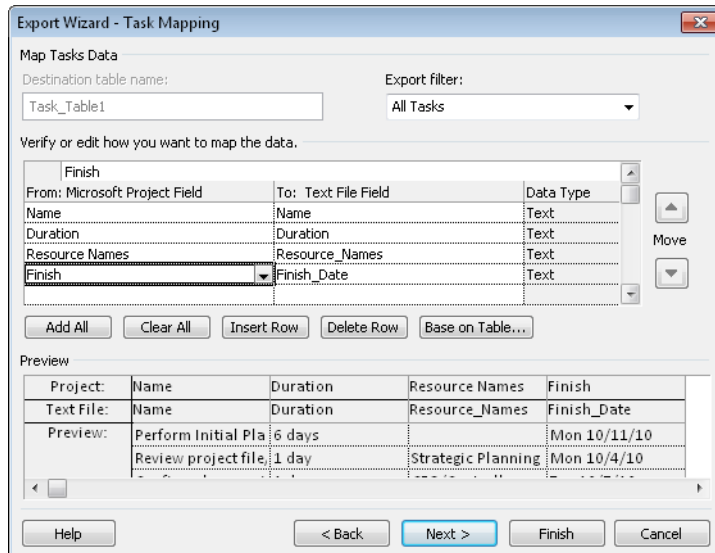 Export Wizard - Task Mapping
Map Tasks Data
Destination table name: Export filter:
Task_Table1 All Tasks
Verify or edit how you want to map the data.
Finish
From: Microsoft Project Field To: Text File Field Data Type
Name Name Text
Duration Duration Text
Resource Names Resource_Names Text
Finish Finish_Date Text
Move
Add All Clear All Insert Row Delete Row Base on Table...
Preview
Project: Name Duration Resource Names Finish
Text File: Name Duration Resource_Names Finish_Date
Preview: Perform Initial Pla 6 days Mon 10/11/10
Review project file, 1 day Strategic Planning Mon 10/4/10
Help < Back Next > Finish Cancel